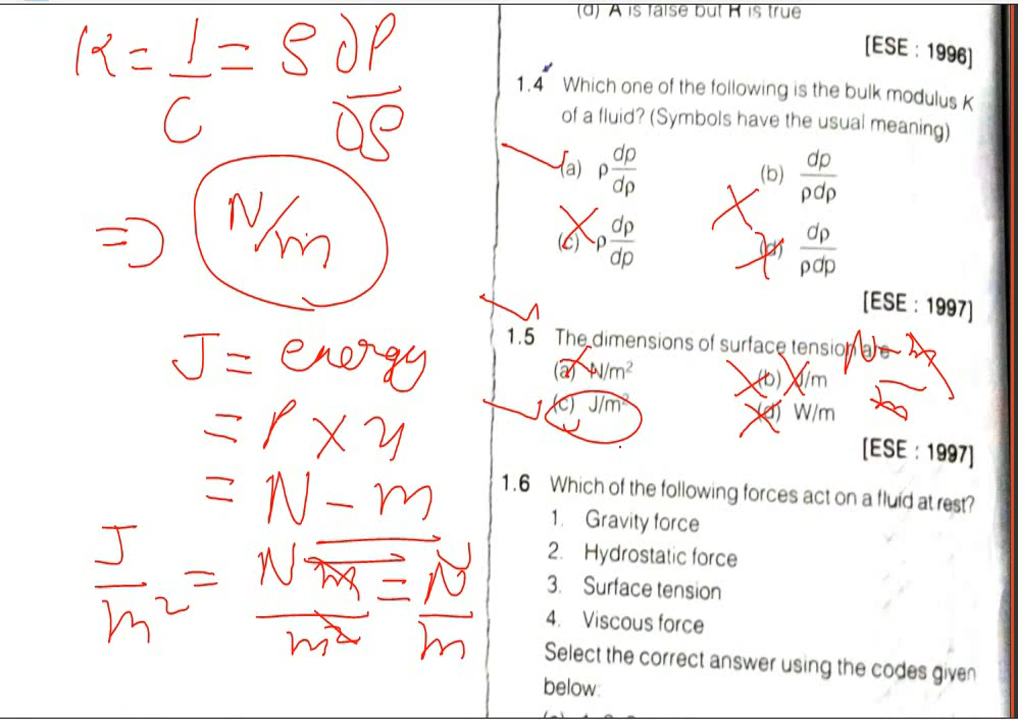 K = 1/C = ρ ∂P/∂ρ
⇒ N/m
J = energy
= P × y
= N - m
J/m² = N m/m² = N/m
(d) A is false but R is true
[ESE : 1996]
1.4 Which one of the following is the bulk modulus K
of a fluid? (Symbols have the usual meaning)
(a) ρ dp/dρ (b) dp/ρdρ
(c) ρ dρ/dp (d) dρ/ρdp
[ESE : 1997]
1.5 The dimensions of surface tension are
N-m/m
(a) N/m² (b) J/m
(c) J/m² (d) W/m
[ESE : 1997]
1.6 Which of the following forces act on a fluid at rest?
1. Gravity force
2. Hydrostatic force
3. Surface tension
4. Viscous force
Select the correct answer using the codes given
below: